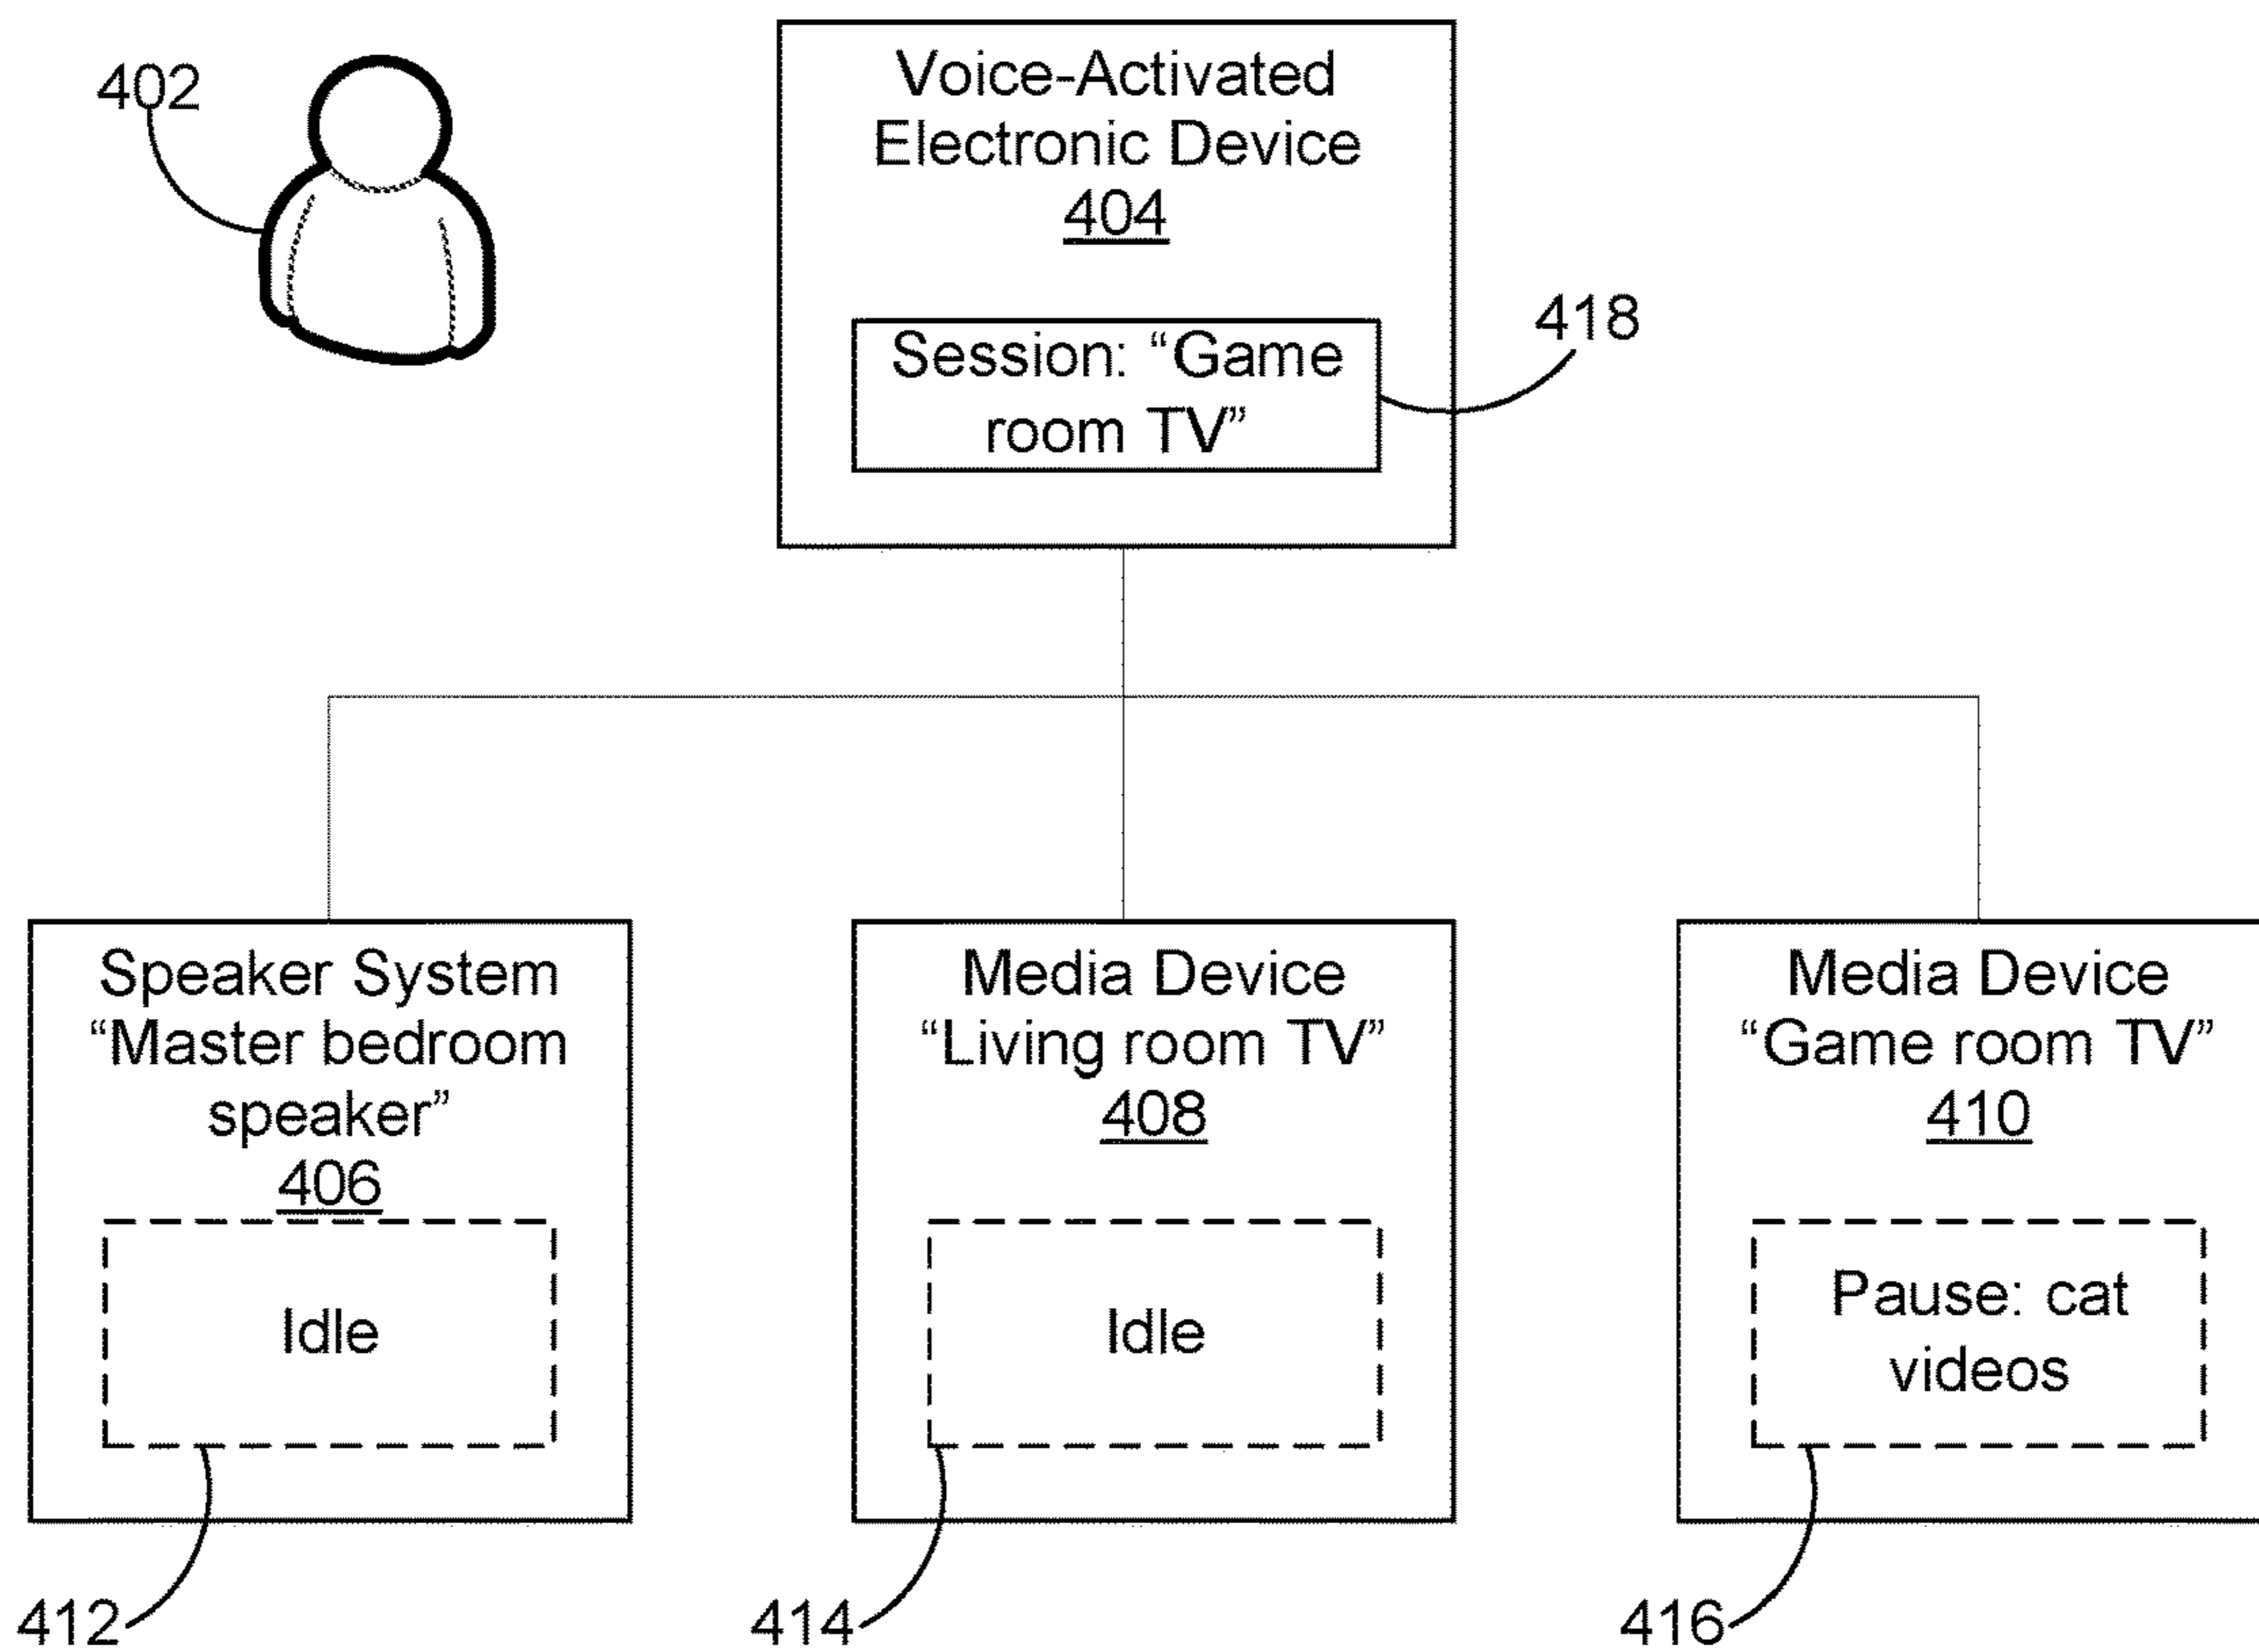 402
Voice-Activated
Electronic Device
404
Session: “Game
room TV”
418
Speaker System
“Master bedroom
speaker”
406
Idle
412
Media Device
“Living room TV”
408
Idle
414
Media Device
“Game room TV”
410
Pause: cat
videos
416